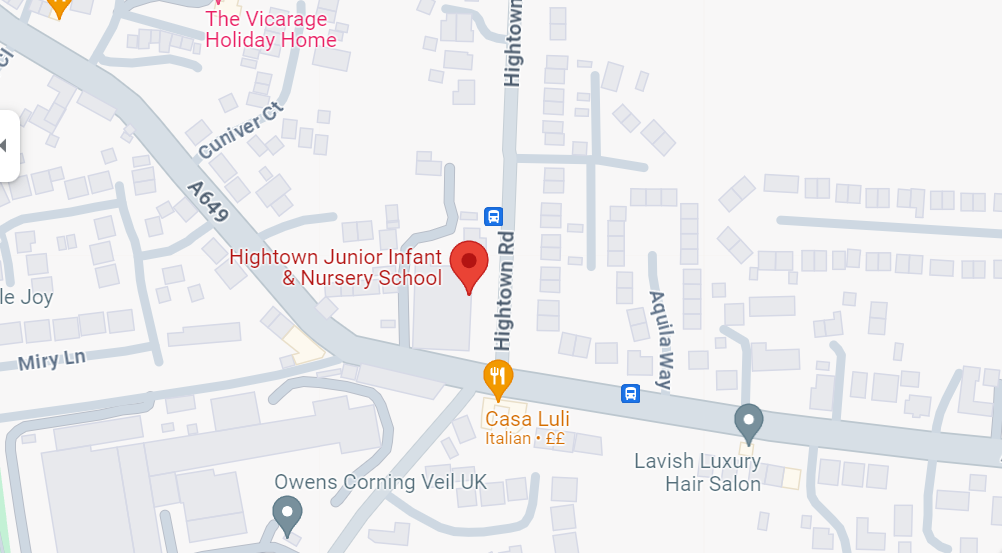 The Vicarage
Holiday Home
Hightown
Cl
Cuniver Ct
A649
Hightown Junior Infant
& Nursery School
Hightown Rd
le Joy
Aquila Way
Miry Ln
Casa Luli
Italian • ££
Lavish Luxury
Hair Salon
Owens Corning Veil UK